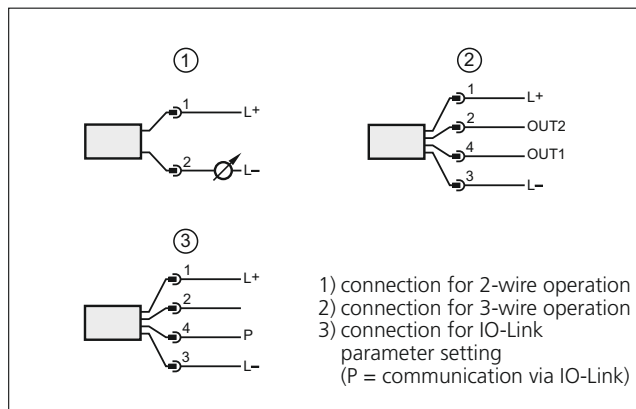 1
1 L+
2 L–
2
1 L+
2 OUT2
4 OUT1
3 L–
3
1 L+
2
4 P
3 L–
1) connection for 2-wire operation
2) connection for 3-wire operation
3) connection for IO-Link
parameter setting
(P = communication via IO-Link)